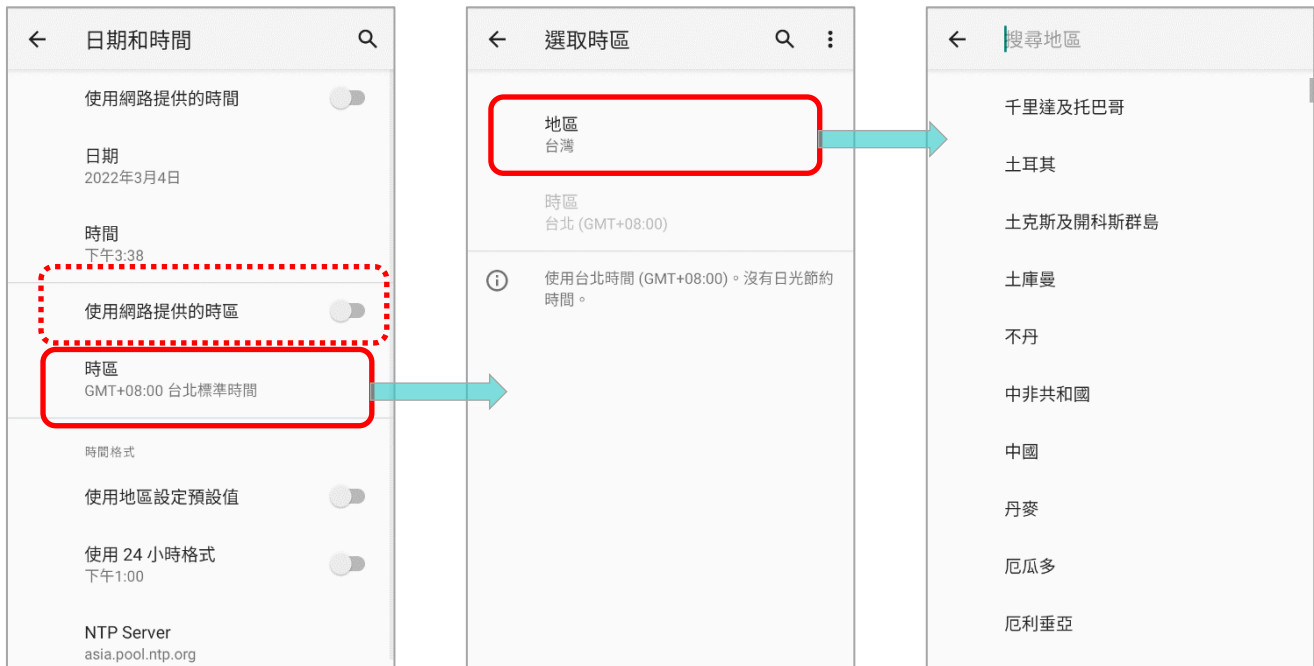 日期和時間
使用網路提供的時間
日期
2022年3月4日
時間
下午3:38
使用網路提供的時區
時區
GMT+08:00 台北標準時間
時間格式
使用地區設定預設值
使用 24 小時格式
下午1:00
NTP Server
asia.pool.ntp.org
選取時區
地區
台灣
時區
台北 (GMT+08:00)
使用台北時間 (GMT+08:00)。沒有日光節約
時間。
搜尋地區
千里達及托巴哥
土耳其
土克斯及開科斯群島
土庫曼
不丹
中非共和國
中國
丹麥
厄瓜多
厄利垂亞